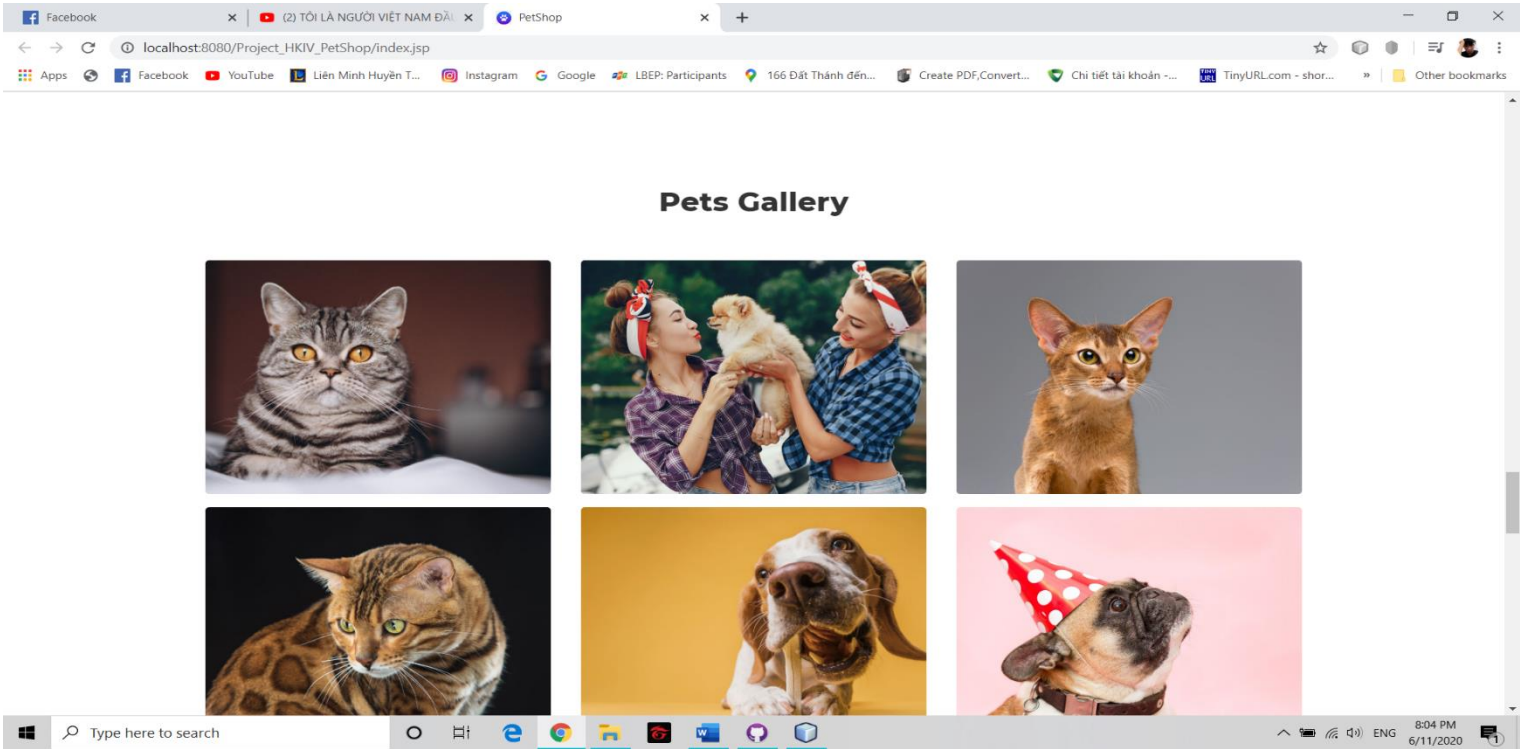 Facebook
(2) TÔI LÀ NGƯỜI VIỆT NAM ĐẦU
PetShop
localhost:8080/Project_HKIV_PetShop/index.jsp
Apps Facebook YouTube Liên Minh Huyền T... Instagram Google LBEP: Participants 166 Đất Thánh đến... Create PDF,Convert... Chi tiết tài khoản -... TinyURL.com - shor... » Other bookmarks
Pets Gallery
Type here to search
ENG
8:04 PM
6/11/2020
1